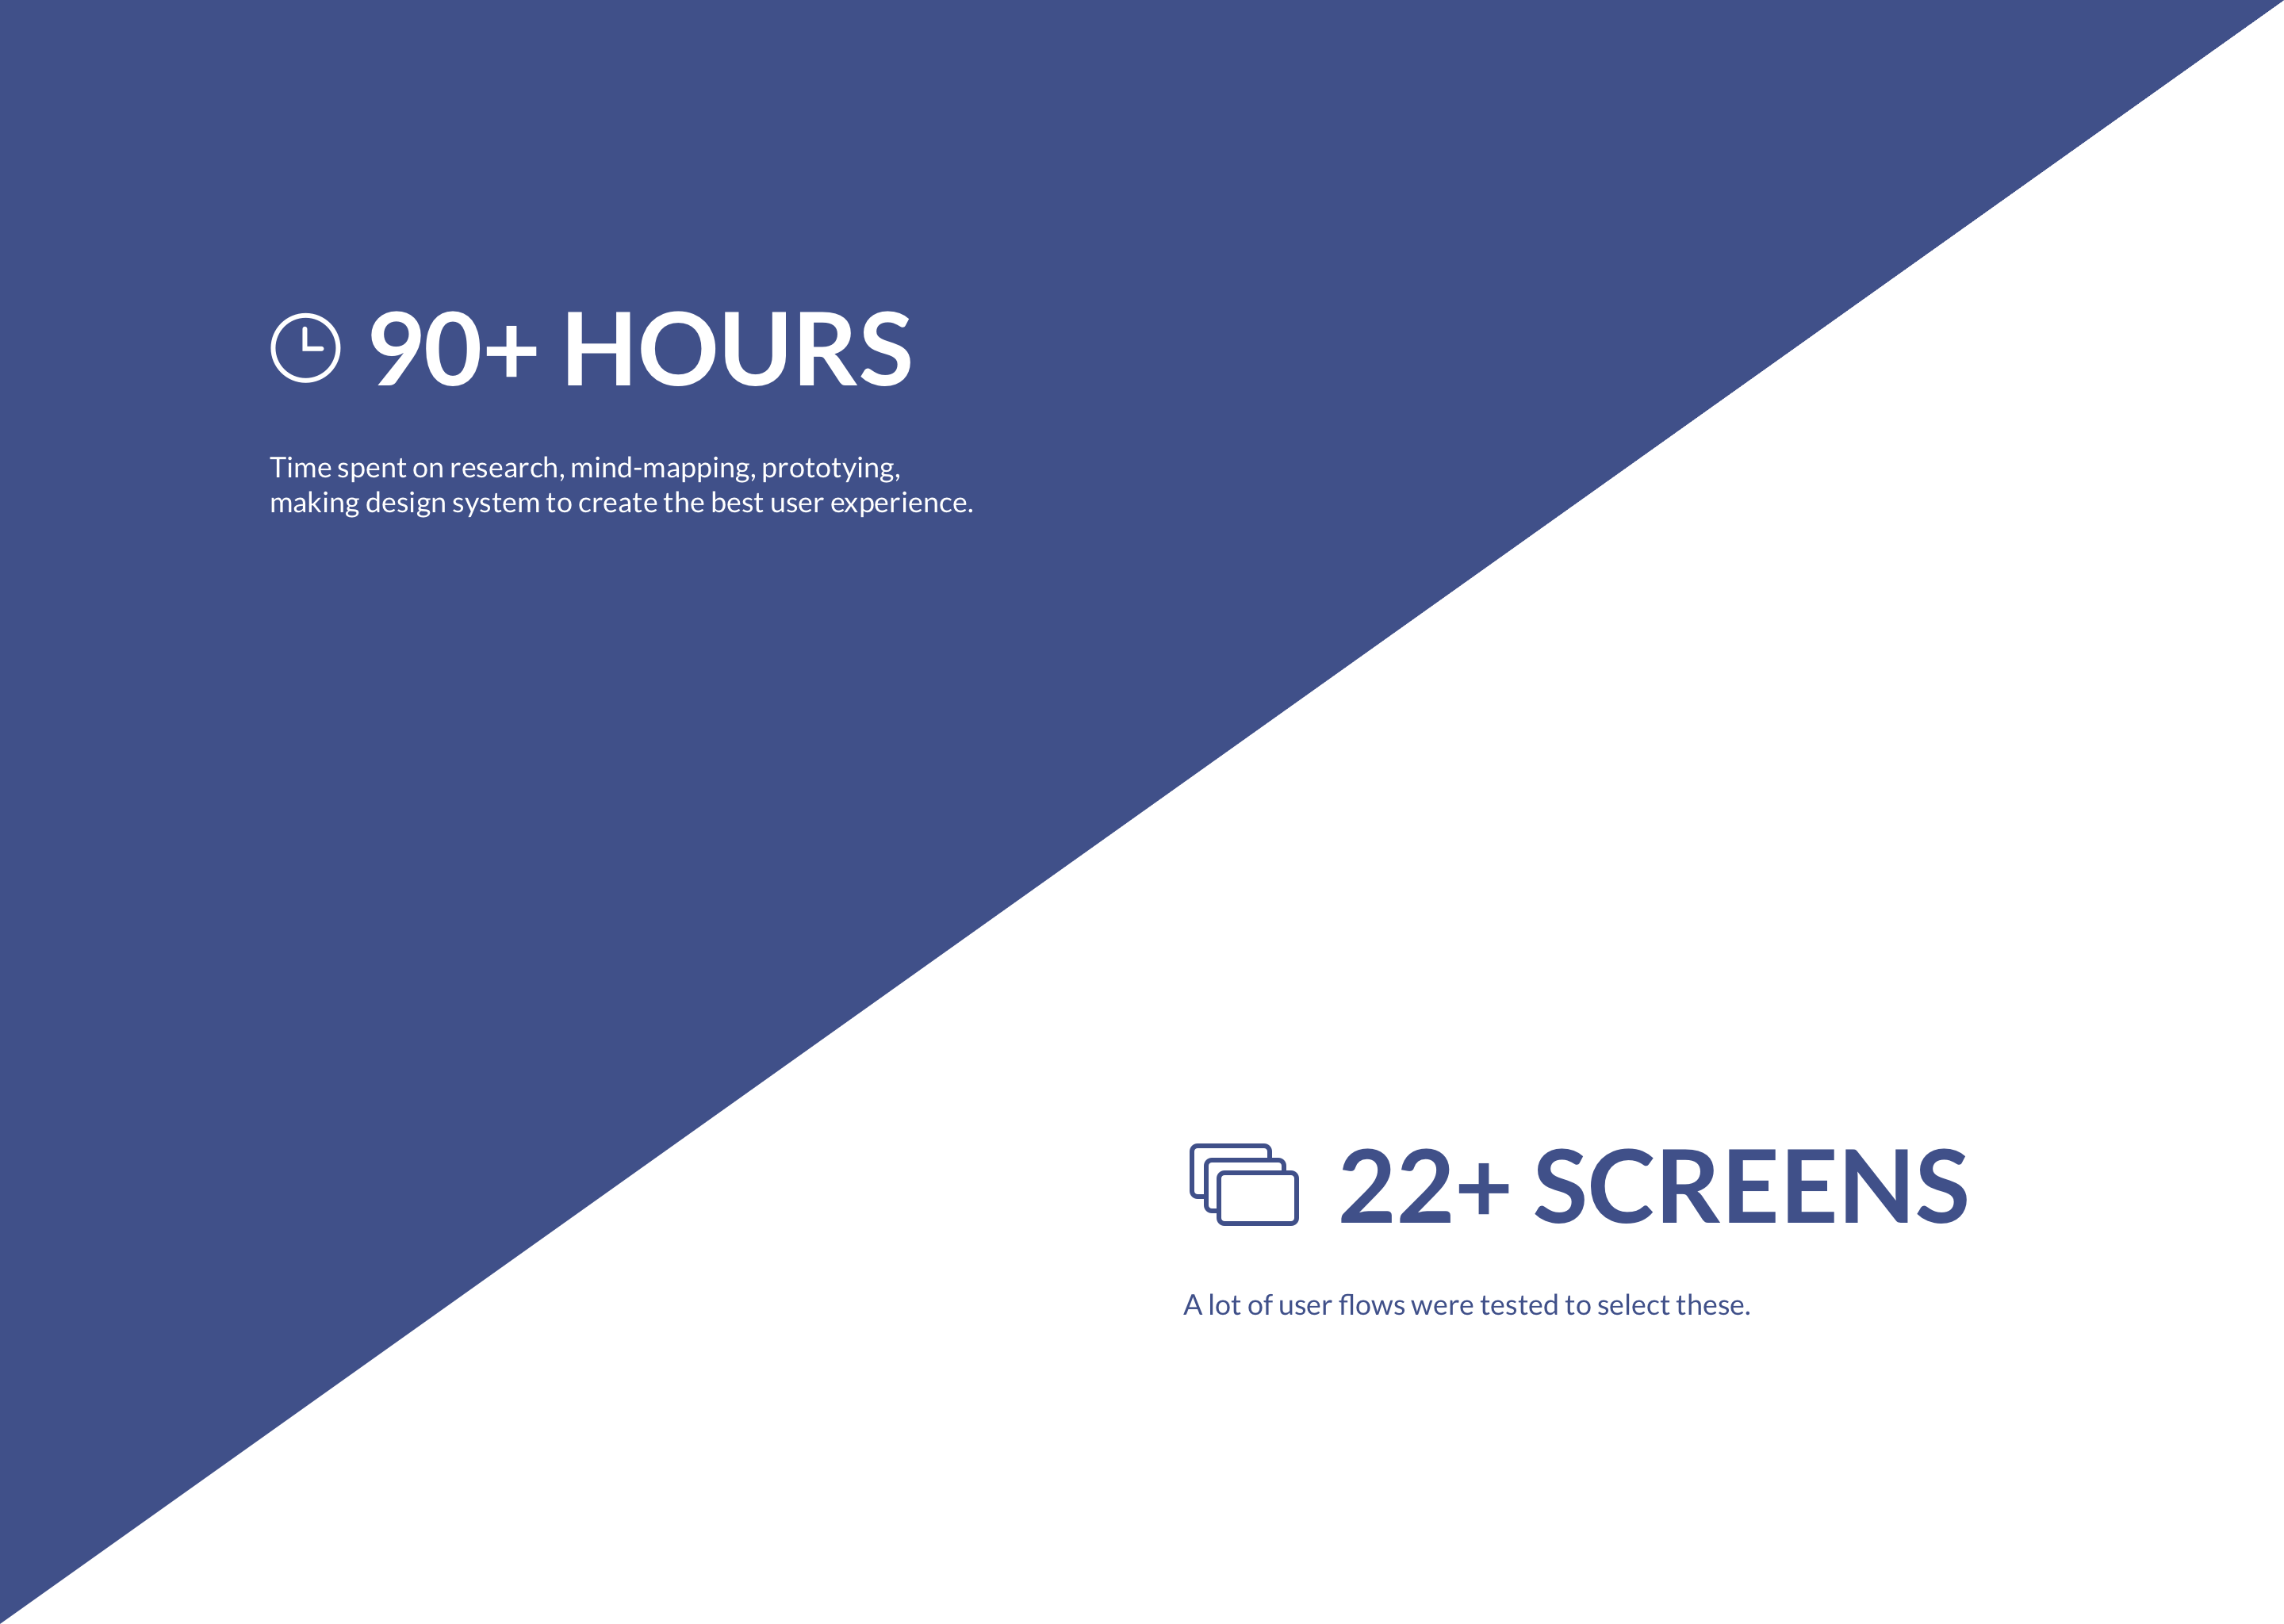 90+ HOURS
Time spent on research, mind-mapping, prototying,
making design system to create the best user experience.
22+ SCREENS
A lot of user flows were tested to select these.